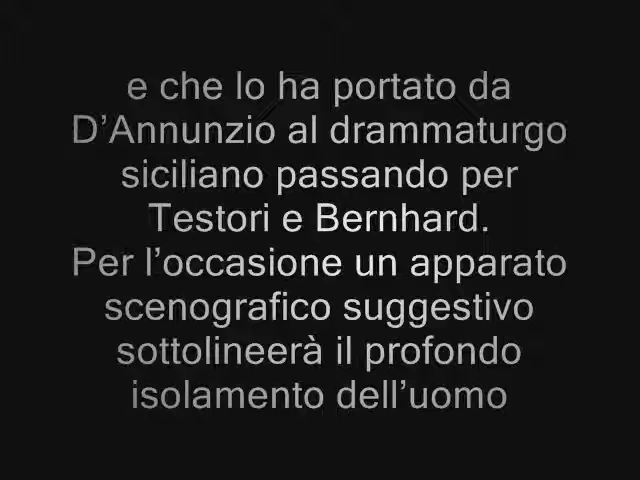 e che lo ha portato da
D’Annunzio al drammaturgo
siciliano passando per
Testori e Bernhard.
Per l’occasione un apparato
scenografico suggestivo
sottolineerà il profondo
isolamento dell’uomo